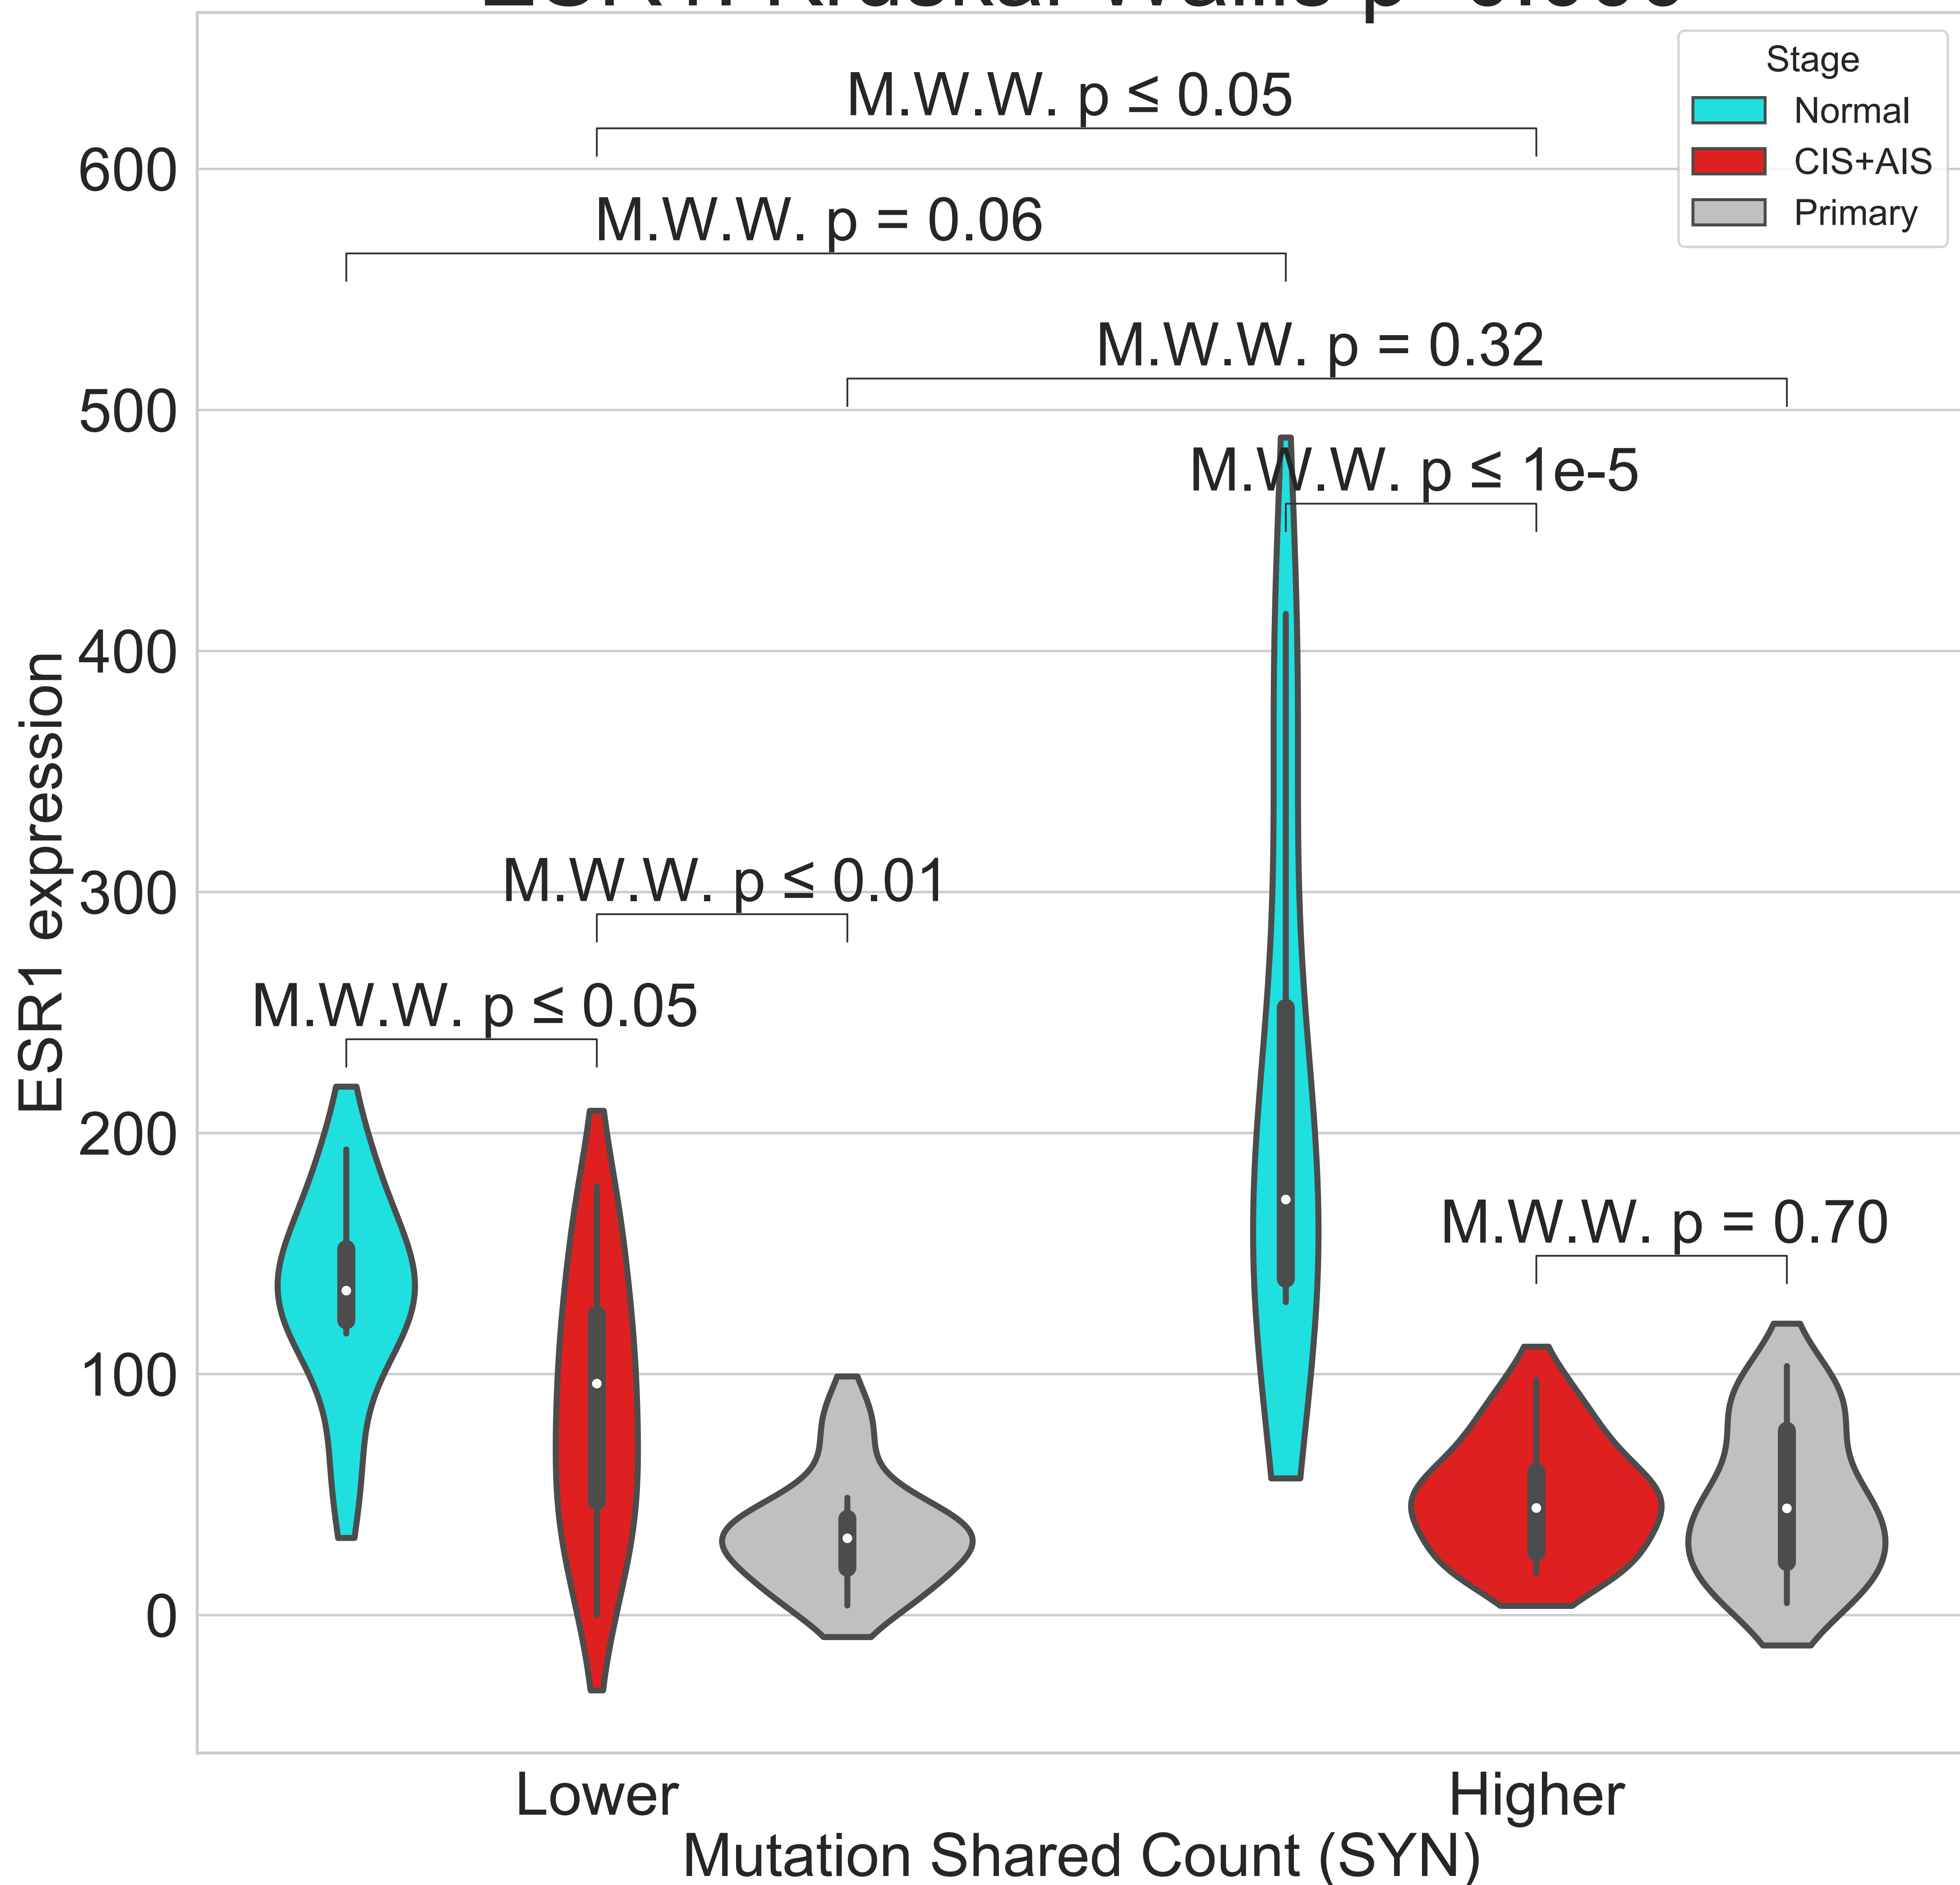 Stage
Normal
CIS+AIS
Primary
M.W.W. p ≤ 0.05
M.W.W. p = 0.06
M.W.W. p = 0.32
M.W.W. p ≤ 1e-5
M.W.W. p ≤ 0.01
M.W.W. p ≤ 0.05
M.W.W. p = 0.70
600
500
400
300
200
100
0
ESR1 expression
Lower
Higher
Mutation Shared Count (SYN)